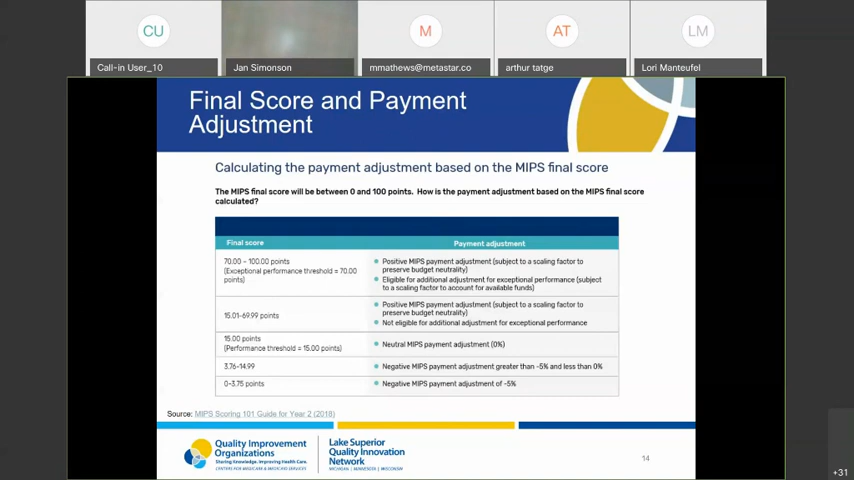 CU
M
AT
LM
Call-in User_10
Jan Simonson
mmathews@metastar.co
arthur tatge
Lori Manteufel
Final Score and Payment
Adjustment
Calculating the payment adjustment based on the MIPS final score
The MIPS final score will be between 0 and 100 points. How is the payment adjustment based on the MIPS final score
calculated?
Final score
Payment adjustment
70.00 – 100.00 points
(Exceptional performance threshold = 70.00
points)
Positive MIPS payment adjustment (subject to a scaling factor to
preserve budget neutrality)
Eligible for additional adjustment for exceptional performance (subject
to a scaling factor to account for available funds)
15.01-69.99 points
Positive MIPS payment adjustment (subject to a scaling factor to
preserve budget neutrality)
Not eligible for additional adjustment for exceptional performance
15.00 points
(Performance threshold = 15.00 points)
Neutral MIPS payment adjustment (0%)
3.76-14.99
Negative MIPS payment adjustment greater than -5% and less than 0%
0-3.75 points
Negative MIPS payment adjustment of -5%
Source: MIPS Scoring 101 Guide for Year 2 (2018)
Quality Improvement
Organizations
Sharing Knowledge. Improving Health Care.
CENTERS FOR MEDICARE & MEDICAID SERVICES
Lake Superior
Quality Innovation
Network
MICHIGAN | MINNESOTA | WISCONSIN
14
+31